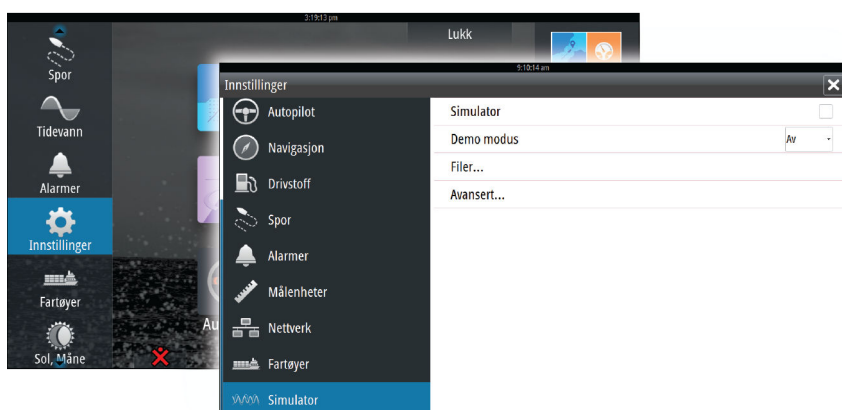 3:19:13 pm
Lukk
Spor
Tidevann
Alarmer
Innstillinger
Fartøyer
Sol, Måne
Au
9:10:14 am
Innstillinger
Autopilot
Navigasjon
Drivstoff
Spor
Alarmer
Målenheter
Nettverk
Fartøyer
Simulator
Simulator
Demo modus Av
Filer...
Avansert...